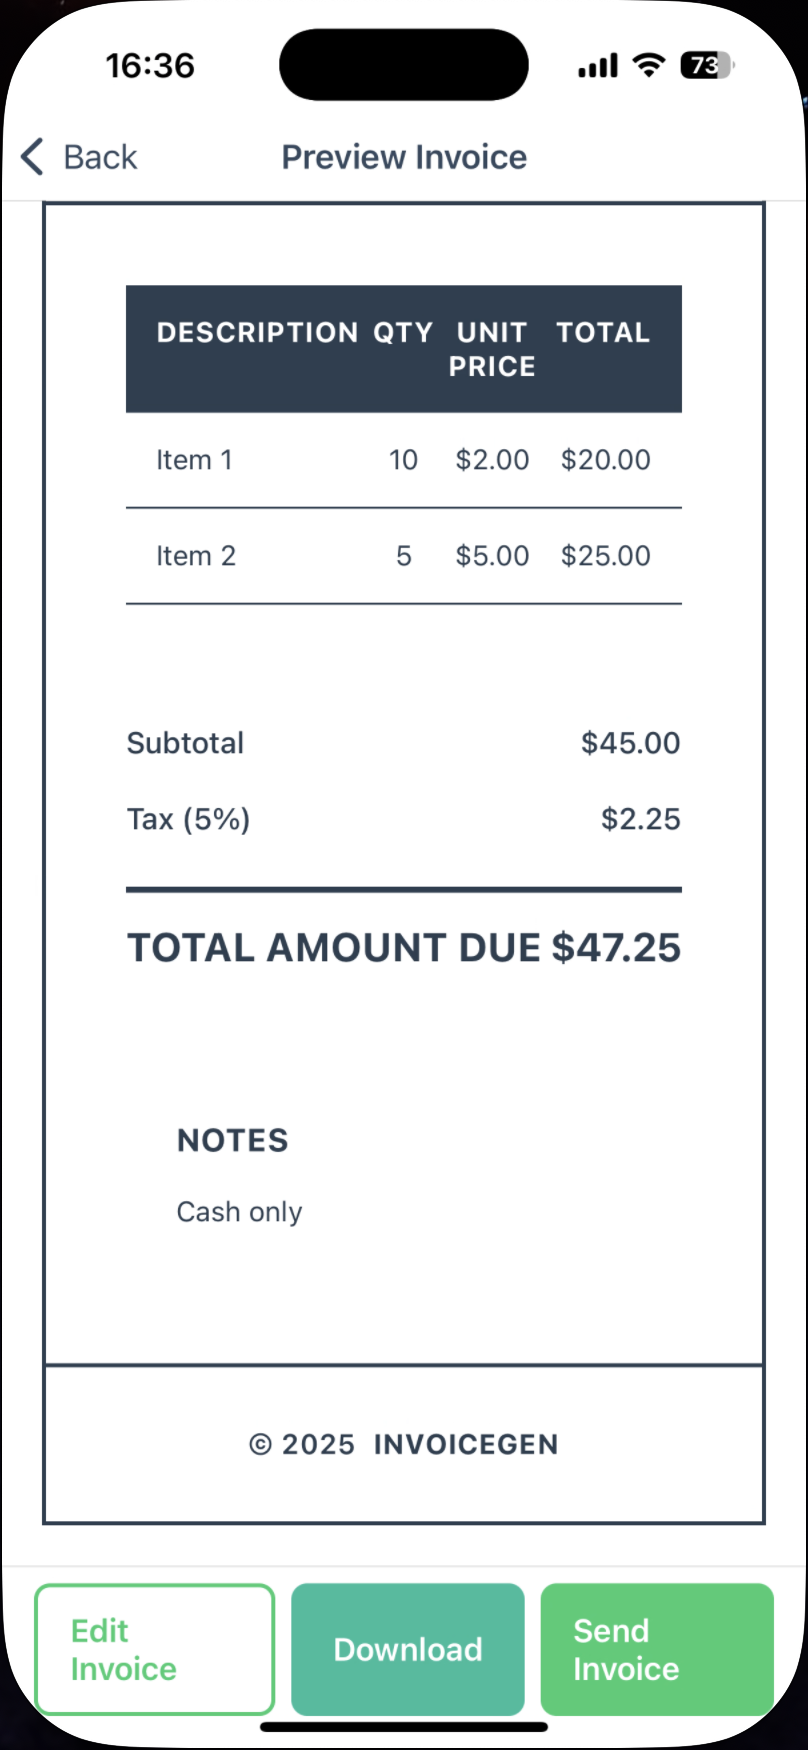 16:36
73
Back
Preview Invoice
DESCRIPTION QTY UNIT PRICE TOTAL
Item 1 10 $2.00 $20.00
Item 2 5 $5.00 $25.00
Subtotal $45.00
Tax (5%) $2.25
TOTAL AMOUNT DUE $47.25
NOTES
Cash only
© 2025 INVOICEGEN
Edit Invoice
Download
Send Invoice